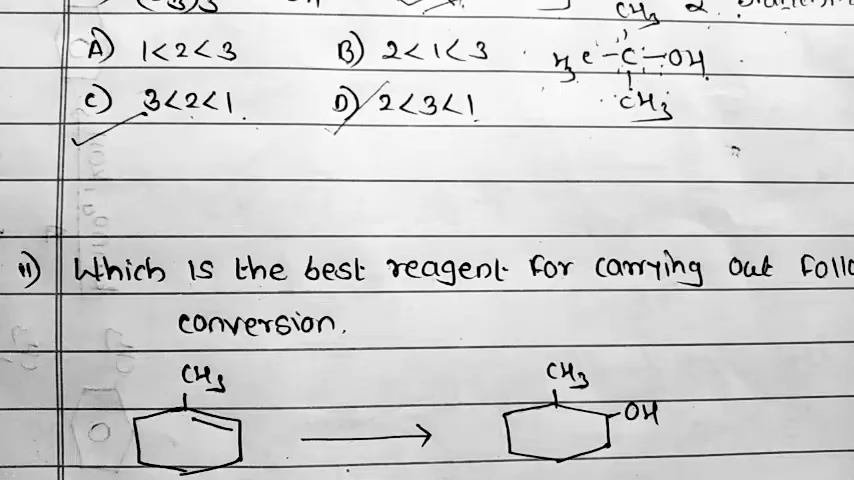 CH3
A) 1<2<3 B) 2<1<3 H3C-C-OH
C) 3<2<1 D) 2<3<1 CH3
11) Which is the best reagent for carrying out follo
conversion.
CH3 CH3
OH